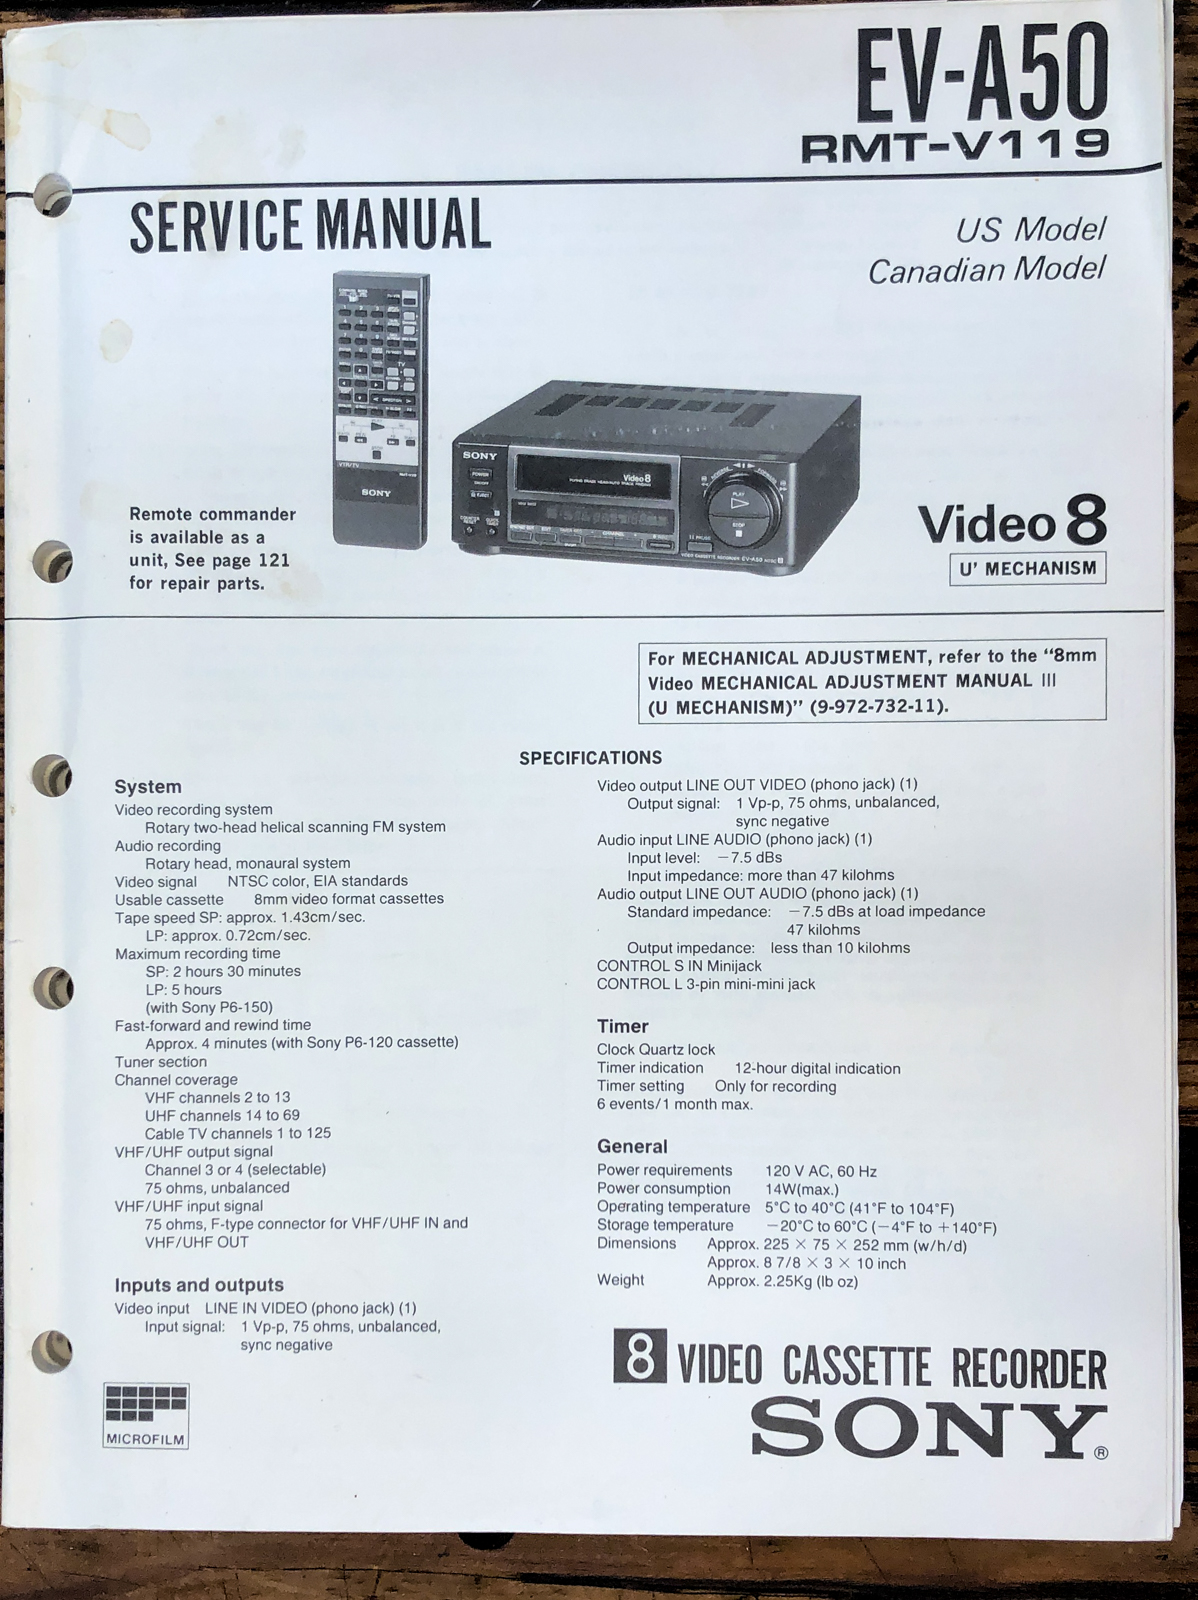 EV-A50
RMT-V119
SERVICE MANUAL
US Model
Canadian Model
SONY
POWER
Video 8
PLAY
STOP
VTR/TV
SONY
Remote commander
is available as a
unit, See page 121
for repair parts.
Video 8
U' MECHANISM
For MECHANICAL ADJUSTMENT, refer to the "8mm
Video MECHANICAL ADJUSTMENT MANUAL III
(U MECHANISM)" (9-972-732-11).
SPECIFICATIONS
System
Video recording system
Rotary two-head helical scanning FM system
Audio recording
Rotary head, monaural system
Video signal NTSC color, EIA standards
Usable cassette 8mm video format cassettes
Tape speed SP: approx. 1.43cm/sec.
LP: approx. 0.72cm/sec.
Maximum recording time
SP: 2 hours 30 minutes
LP: 5 hours
(with Sony P6-150)
Fast-forward and rewind time
Approx. 4 minutes (with Sony P6-120 cassette)
Tuner section
Channel coverage
VHF channels 2 to 13
UHF channels 14 to 69
Cable TV channels 1 to 125
VHF/UHF output signal
Channel 3 or 4 (selectable)
75 ohms, unbalanced
VHF/UHF input signal
75 ohms, F-type connector for VHF/UHF IN and
VHF/UHF OUT
Inputs and outputs
Video input LINE IN VIDEO (phono jack) (1)
Input signal: 1 Vp-p, 75 ohms, unbalanced,
sync negative
Video output LINE OUT VIDEO (phono jack) (1)
Output signal: 1 Vp-p, 75 ohms, unbalanced,
sync negative
Audio input LINE AUDIO (phono jack) (1)
Input level: −7.5 dBs
Input impedance: more than 47 kilohms
Audio output LINE OUT AUDIO (phono jack) (1)
Standard impedance: −7.5 dBs at load impedance
47 kilohms
Output impedance: less than 10 kilohms
CONTROL S IN Minijack
CONTROL L 3-pin mini-mini jack
Timer
Clock Quartz lock
Timer indication 12-hour digital indication
Timer setting Only for recording
6 events/1 month max.
General
Power requirements 120 V AC, 60 Hz
Power consumption 14W(max.)
Operating temperature 5°C to 40°C (41°F to 104°F)
Storage temperature −20°C to 60°C (−4°F to +140°F)
Dimensions Approx. 225 × 75 × 252 mm (w/h/d)
Approx. 8 7/8 × 3 × 10 inch
Weight Approx. 2.25Kg (lb oz)
8 VIDEO CASSETTE RECORDER
SONY®
MICROFILM